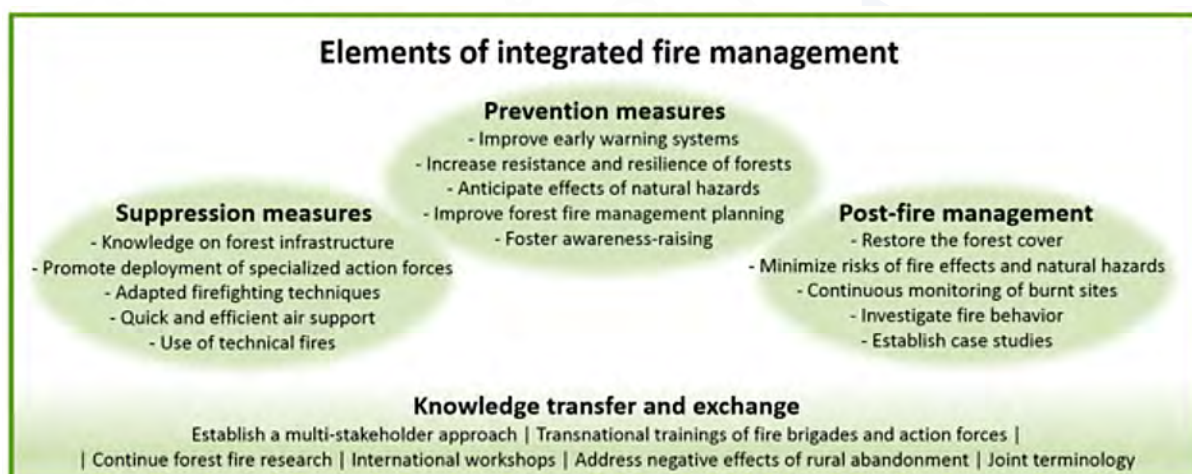 Elements of integrated fire management
Prevention measures
- Improve early warning systems
- Increase resistance and resilience of forests
- Anticipate effects of natural hazards
- Improve forest fire management planning
- Foster awareness-raising
Suppression measures
- Knowledge on forest infrastructure
- Promote deployment of specialized action forces
- Adapted firefighting techniques
- Quick and efficient air support
- Use of technical fires
Post-fire management
- Restore the forest cover
- Minimize risks of fire effects and natural hazards
- Continuous monitoring of burnt sites
- Investigate fire behavior
- Establish case studies
Knowledge transfer and exchange
Establish a multi-stakeholder approach | Transnational trainings of fire brigades and action forces |
| Continue forest fire research | International workshops | Address negative effects of rural abandonment | Joint terminology